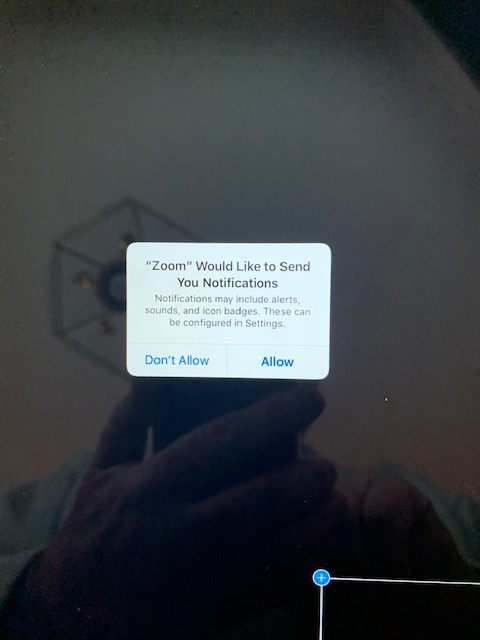 “Zoom” Would Like to Send
You Notifications
Notifications may include alerts,
sounds, and icon badges. These can
be configured in Settings.
Don't Allow
Allow